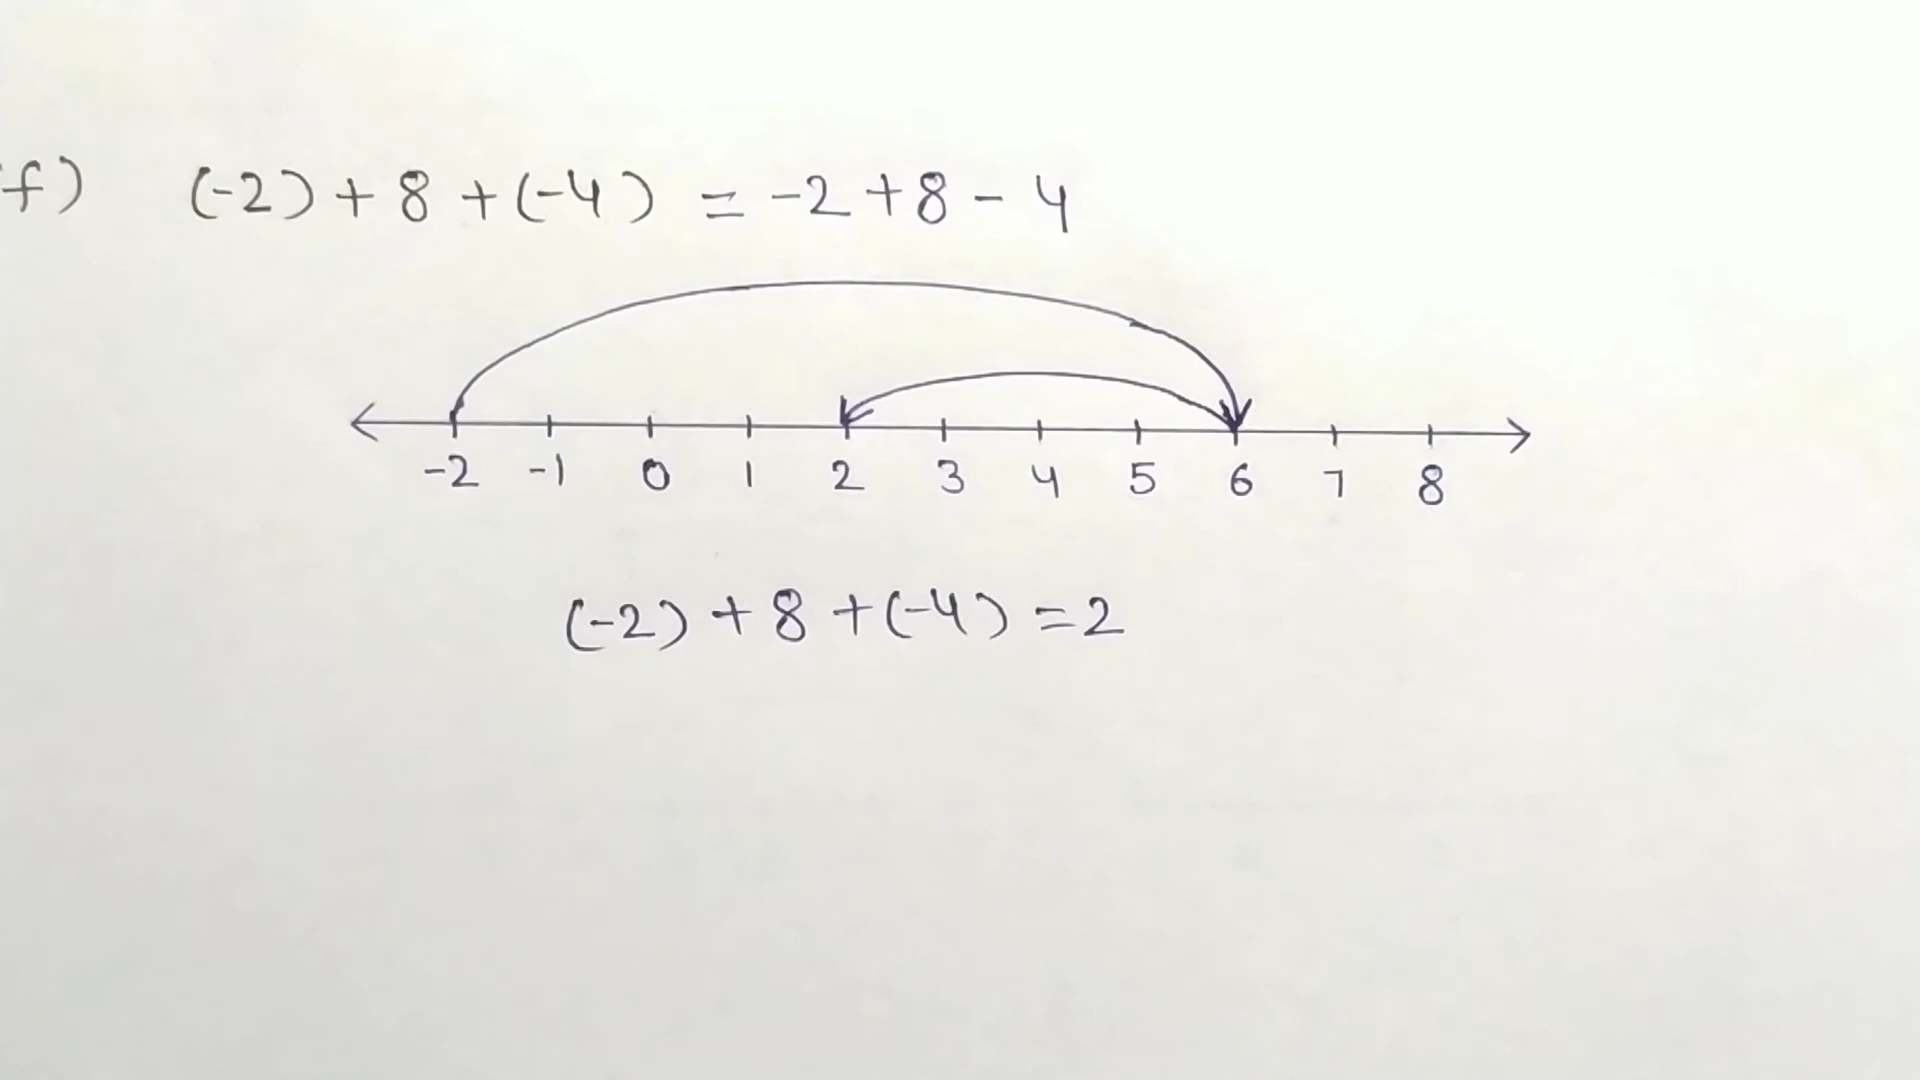 f) (-2) + 8 + (-4) = -2 + 8 - 4
-2 -1 0 1 2 3 4 5 6 7 8
(-2) + 8 + (-4) = 2